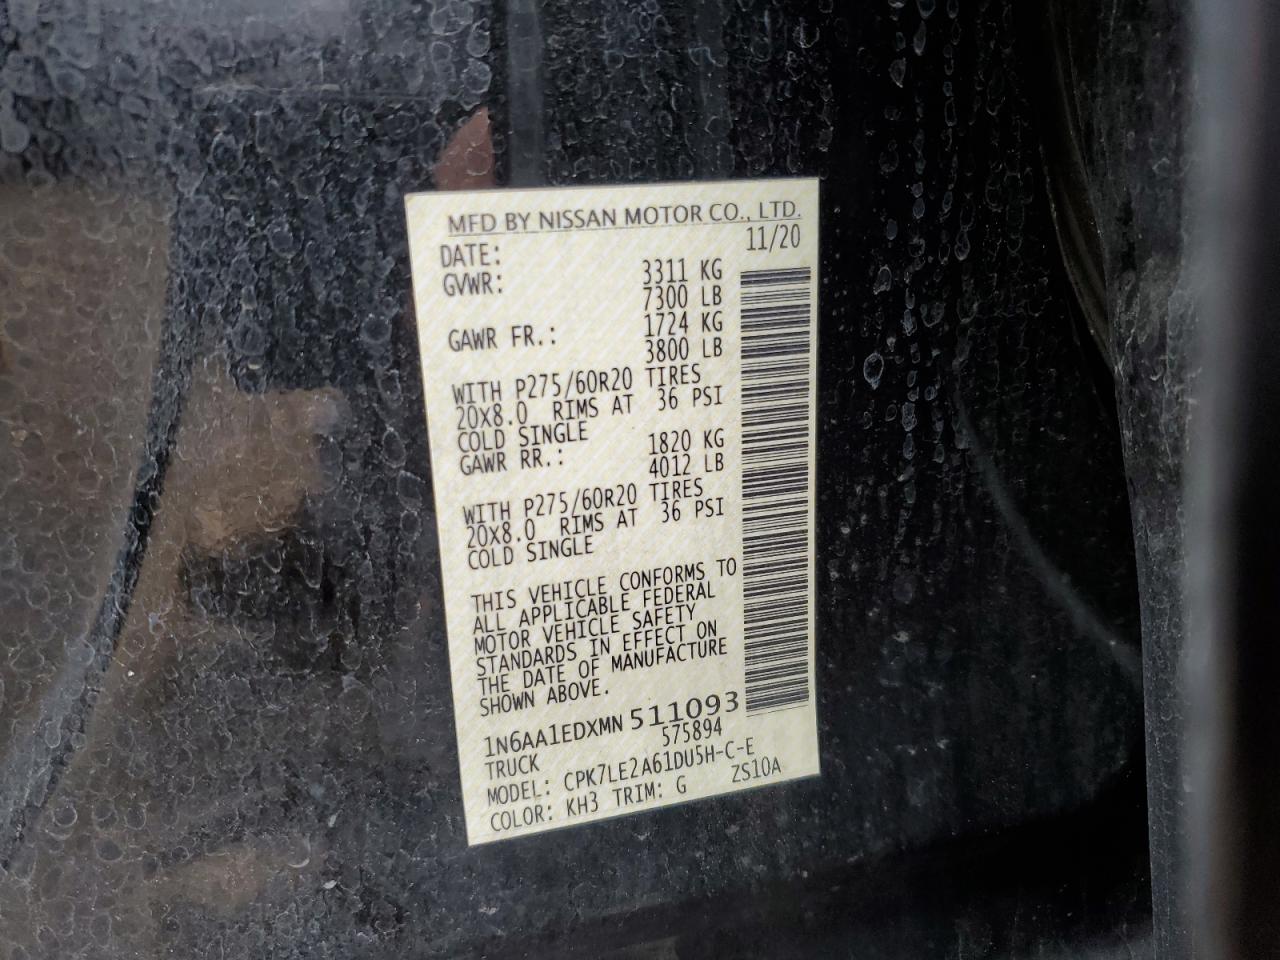 MFD BY NISSAN MOTOR CO., LTD.
DATE: 11/20
GVWR: 3311 KG
7300 LB
GAWR FR.: 1724 KG
3800 LB
WITH P275/60R20 TIRES
20X8.0 RIMS AT 36 PSI
COLD SINGLE
GAWR RR.: 1820 KG
4012 LB
WITH P275/60R20 TIRES
20X8.0 RIMS AT 36 PSI
COLD SINGLE
THIS VEHICLE CONFORMS TO
ALL APPLICABLE FEDERAL
MOTOR VEHICLE SAFETY
STANDARDS IN EFFECT ON
THE DATE OF MANUFACTURE
SHOWN ABOVE.
1N6AA1EDXMN 511093
TRUCK 575894
MODEL: CPK7LE2A61DU5H-C-E
COLOR: KH3 TRIM: G ZS10A